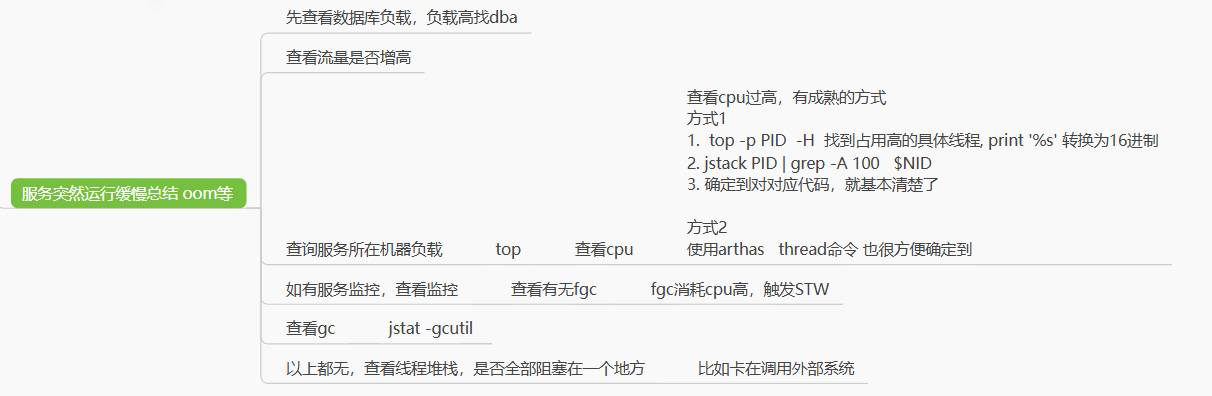 先查看数据库负载，负载高找dba
查看流量是否增高
查看cpu过高，有成熟的方式
方式1
1. top -p PID -H 找到占用高的具体线程, print '%s' 转换为16进制
2. jstack PID | grep -A 100 $NID
3. 确定到对对应代码，就基本清楚了
服务突然运行缓慢总结 oom等
方式2
查询服务所在机器负载 top 查看cpu 使用arthas thread命令 也很方便确定到
如有服务监控，查看监控 查看有无fgc fgc消耗cpu高，触发STW
查看gc jstat -gcutil
以上都无，查看线程堆栈，是否全部阻塞在一个地方 比如卡在调用外部系统